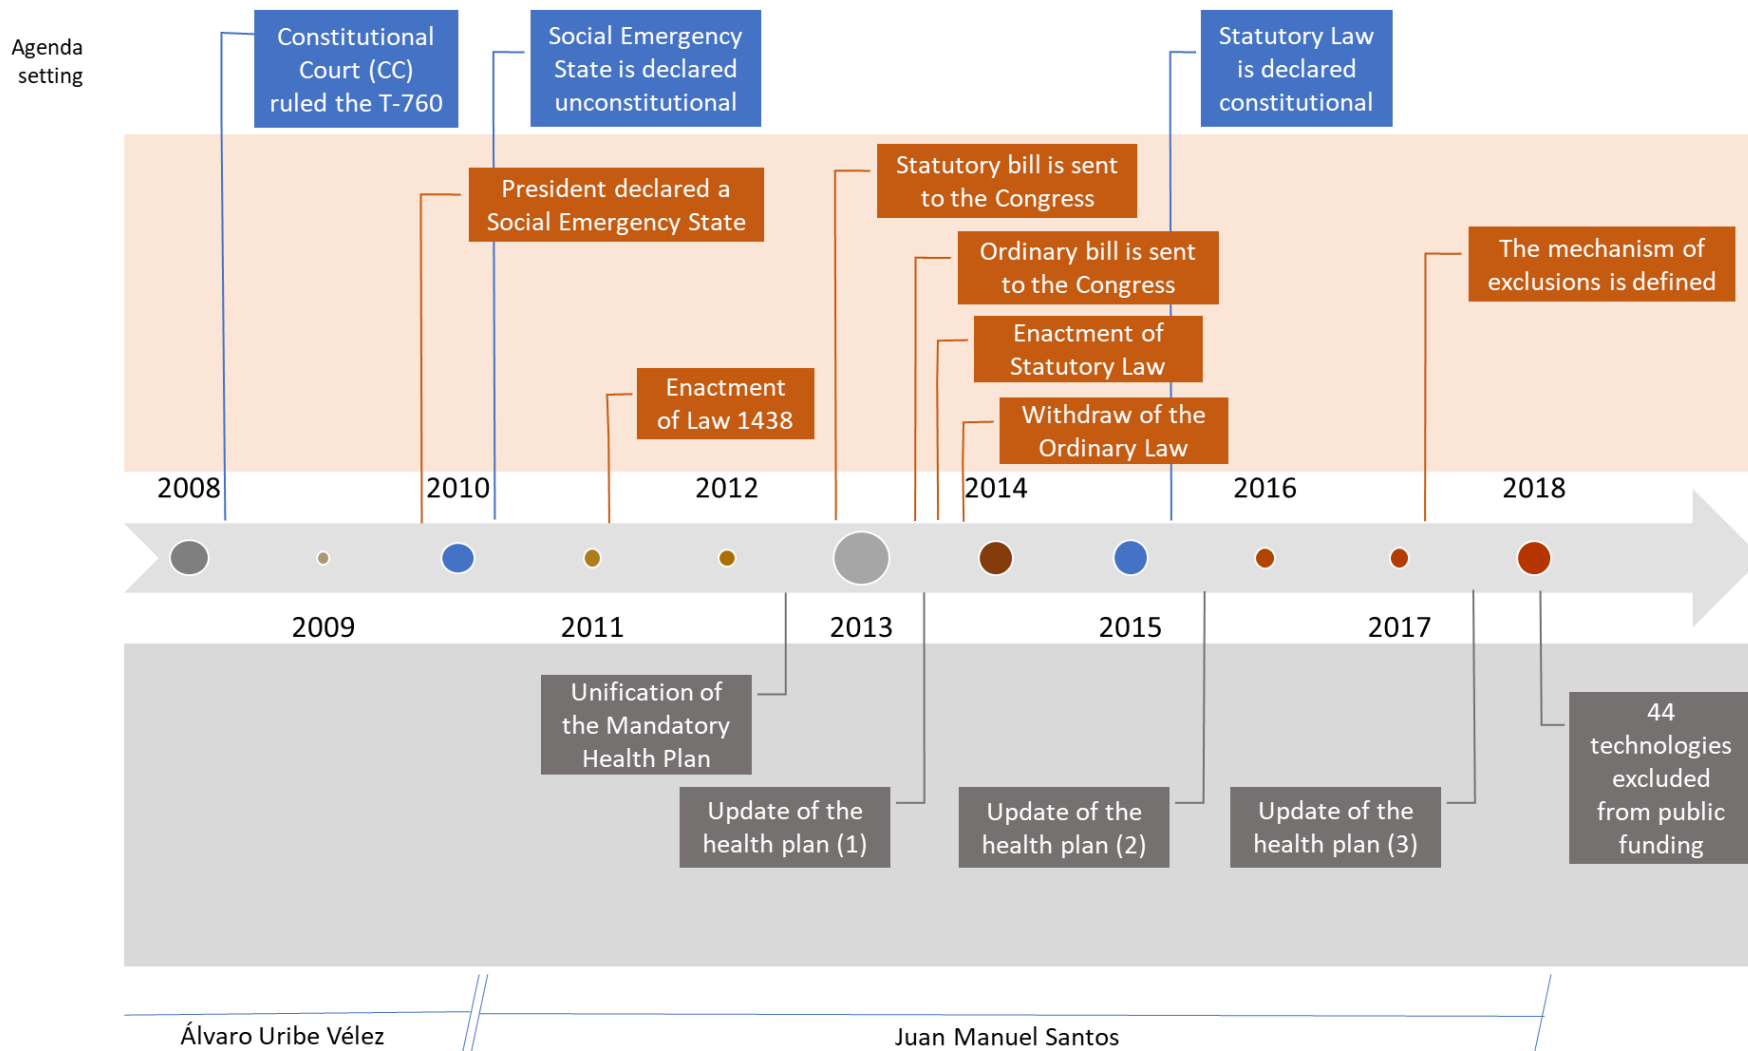 Agenda
setting
Constitutional
Court (CC)
ruled the T-760
Social Emergency
State is declared
unconstitutional
Statutory Law
is declared
constitutional
President declared a
Social Emergency State
Statutory bill is sent
to the Congress
Ordinary bill is sent
to the Congress
The mechanism of
exclusions is defined
Enactment of
Statutory Law
Enactment
of Law 1438
Withdraw of the
Ordinary Law
2008
2010
2012
2014
2016
2018
2009
2011
2013
2015
2017
Unification of
the Mandatory
Health Plan
Update of the
health plan (1)
Update of the
health plan (2)
Update of the
health plan (3)
44
technologies
excluded
from public
funding
Álvaro Uribe Vélez
Juan Manuel Santos